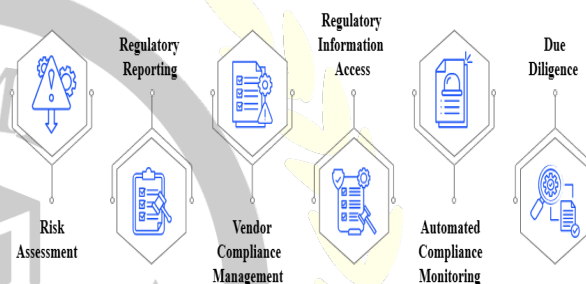 Risk
Assessment
Regulatory
Reporting
Vendor
Compliance
Management
Regulatory
Information
Access
Automated
Compliance
Monitoring
Due
Diligence